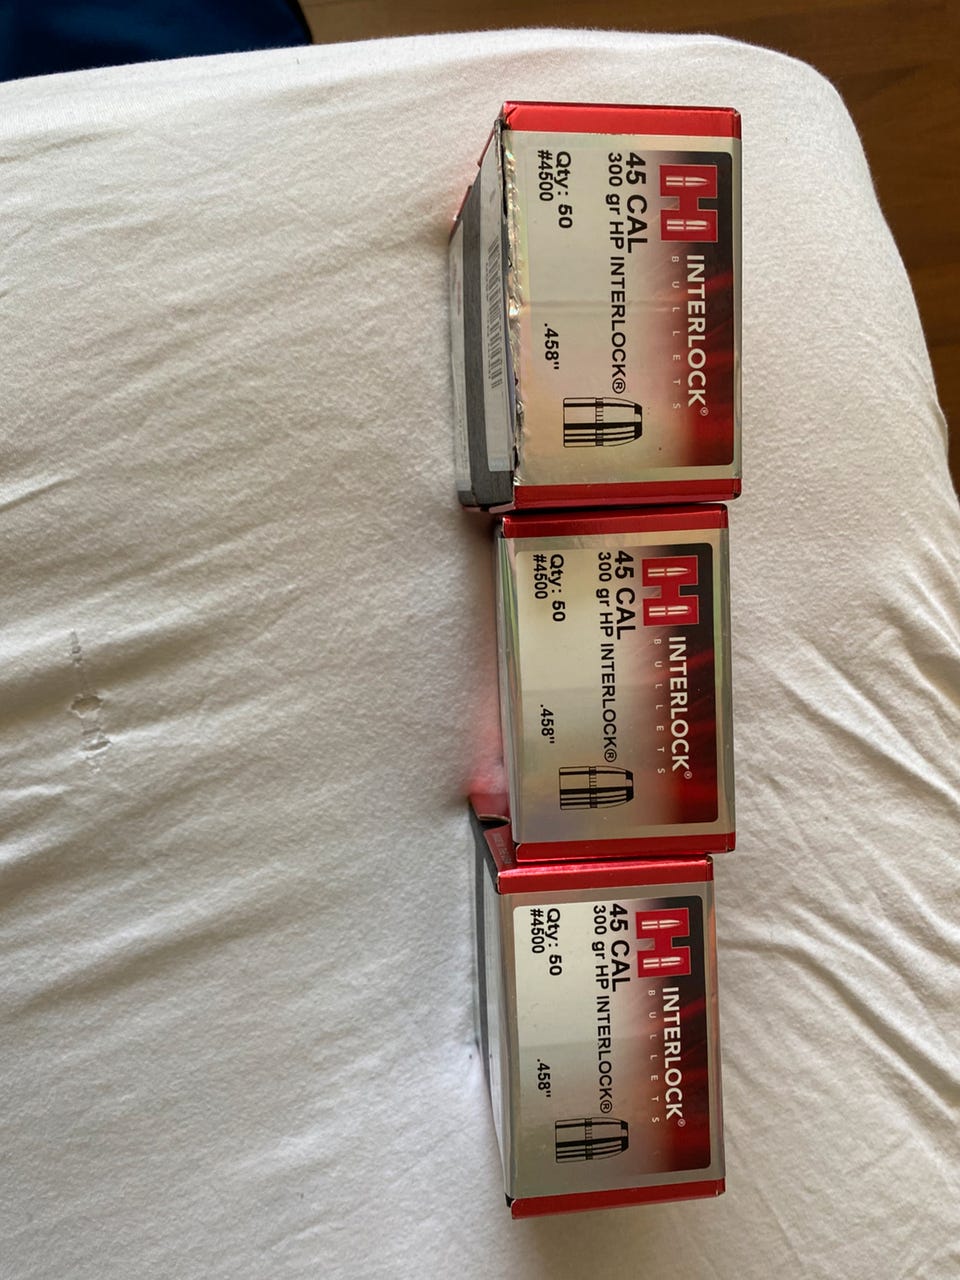 INTERLOCK®
BULLETS
45 CAL
300 gr HP INTERLOCK®
Qty: 50
#4500
.458"
INTERLOCK®
BULLETS
45 CAL
300 gr HP INTERLOCK®
Qty: 50
#4500
.458"
INTERLOCK®
BULLETS
45 CAL
300 gr HP INTERLOCK®
Qty: 50
#4500
.458"